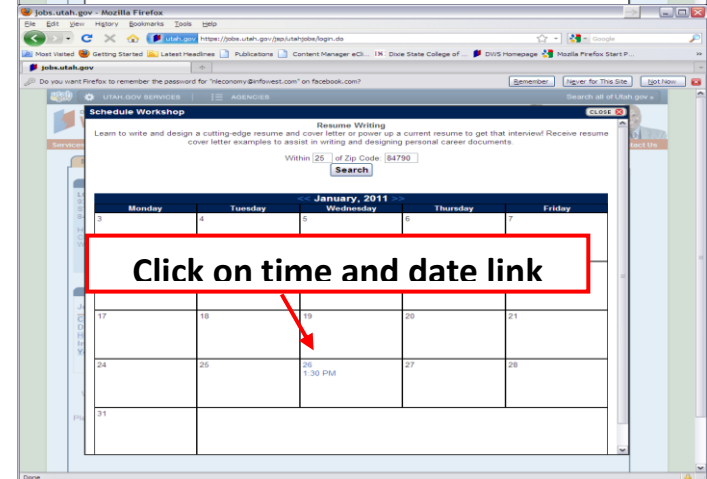 jobs.utah.gov - Mozilla Firefox
File Edit View History Bookmarks Tools Help
utah.gov https://jobs.utah.gov/jsp/utahjobs/login.do Google
Most Visited Getting Started Latest Headlines Publications Content Manager eCli... Dixie State College of ... DWS Homepage Mozilla Firefox Start P...
jobs.utah.gov
Do you want Firefox to remember the password for "nieconomy@infowest.com" on facebook.com? Remember Never for This Site Not Now
UTAH.GOV SERVICES AGENCIES Search all of Utah.gov »
Schedule Workshop CLOSE
Resume Writing
Learn to write and design a cutting-edge resume and cover letter or power up a current resume to get that interview! Receive resume
cover letter examples to assist in writing and designing personal career documents.
Within 25 of Zip Code: 84790
Search
<< January, 2011 >>
Monday Tuesday Wednesday Thursday Friday
3 4 5 6 7
Click on time and date link
17 18 19 20 21
24 25 26 27 28
1:30 PM
31
Done